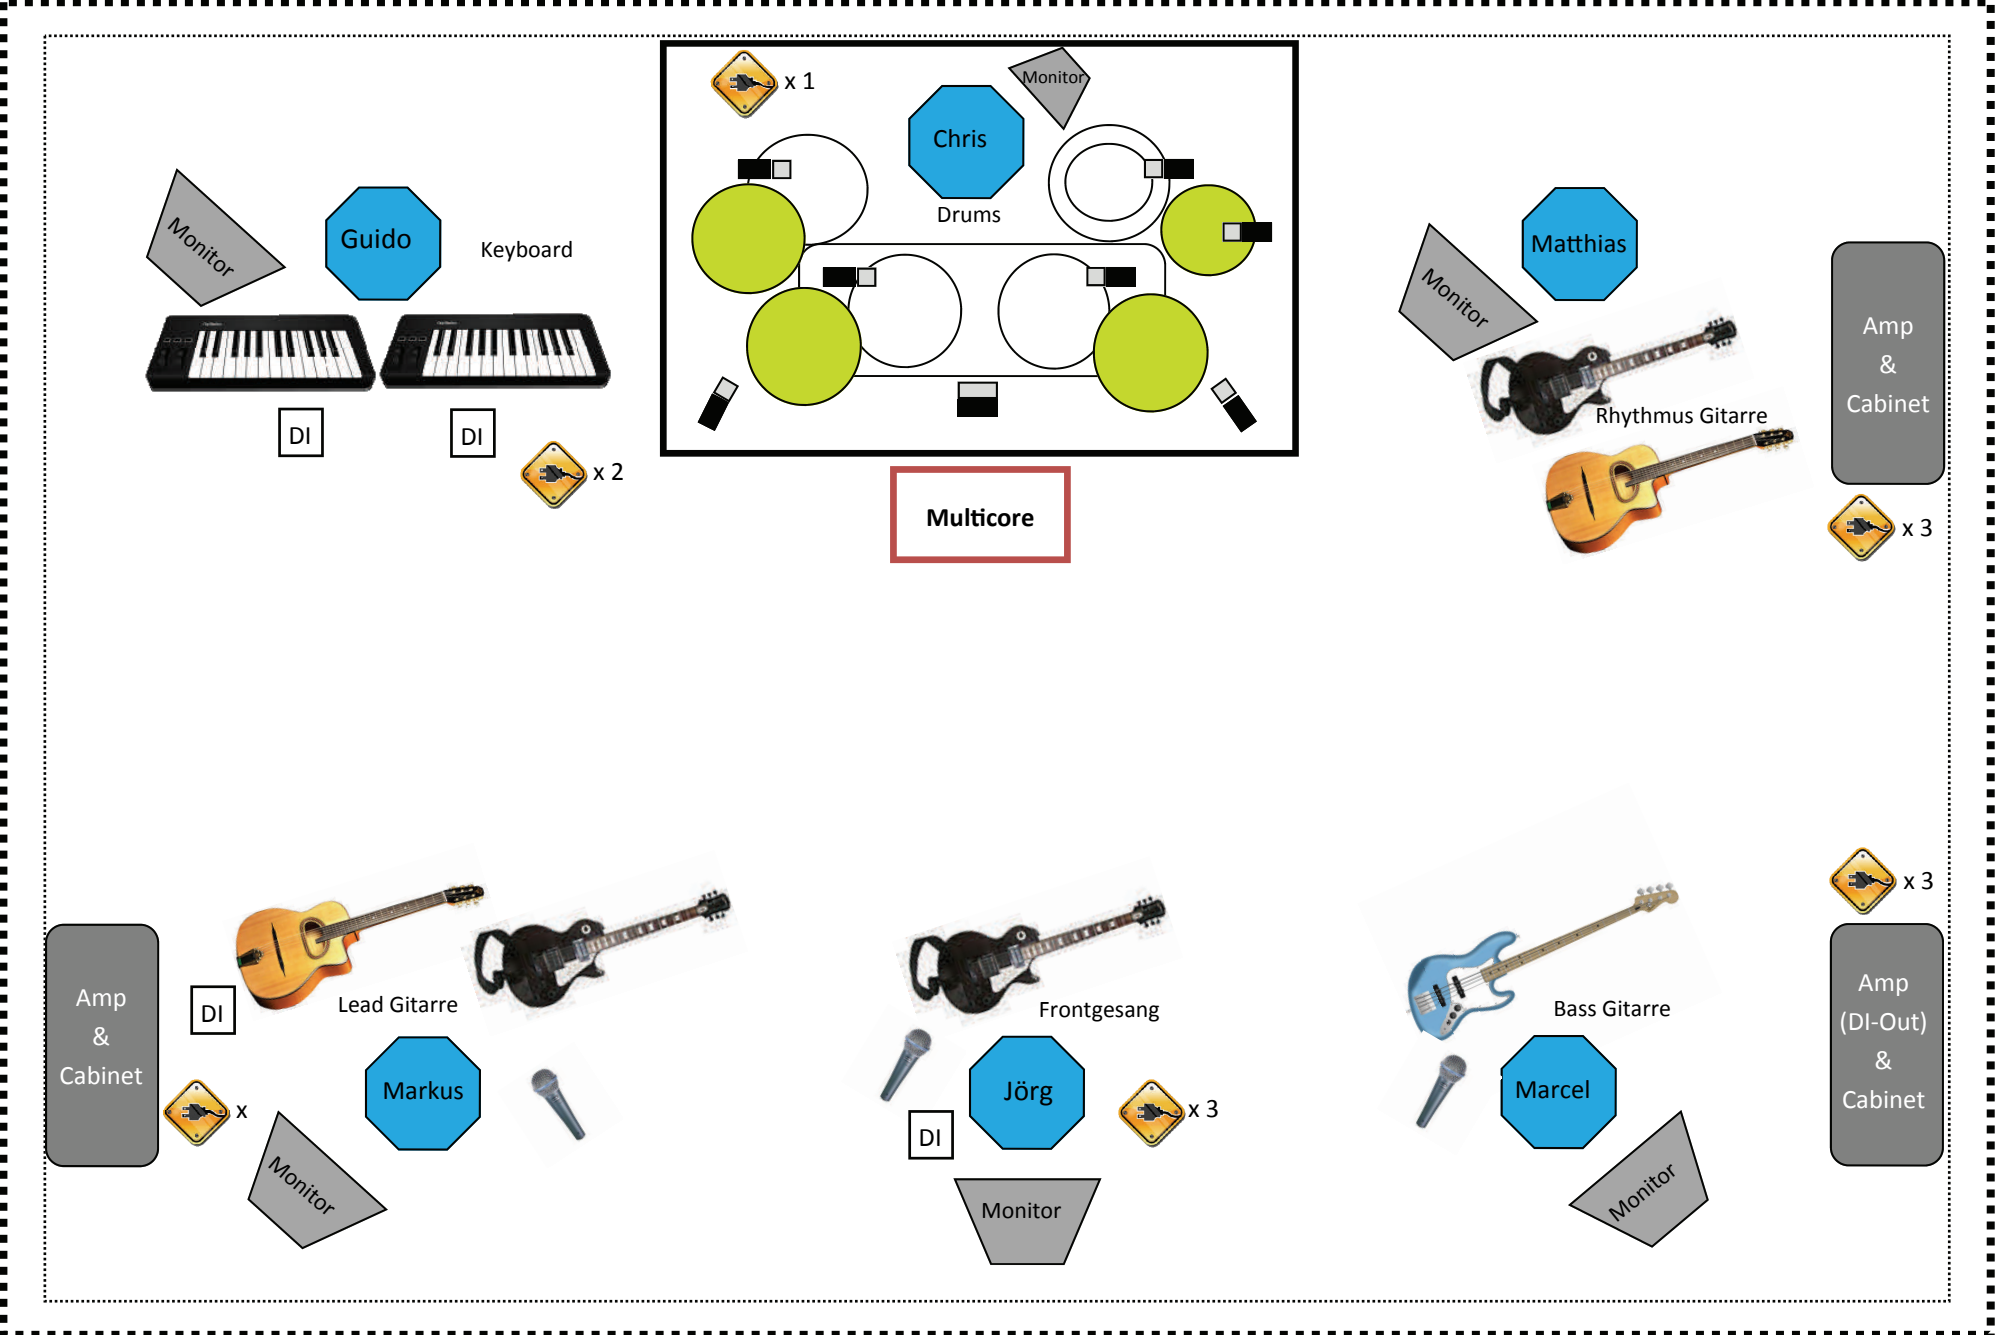 x 1
Monitor
Chris
Drums
Monitor
Guido
Keyboard
DI
DI
x 2
Multicore
Matthias
Monitor
Rhythmus Gitarre
Amp
&
Cabinet
x 3
Amp
&
Cabinet
DI
Lead Gitarre
Markus
x
Monitor
Frontgesang
Jörg
DI
x 3
Monitor
Bass Gitarre
Marcel
Monitor
x 3
Amp
(DI-Out)
&
Cabinet